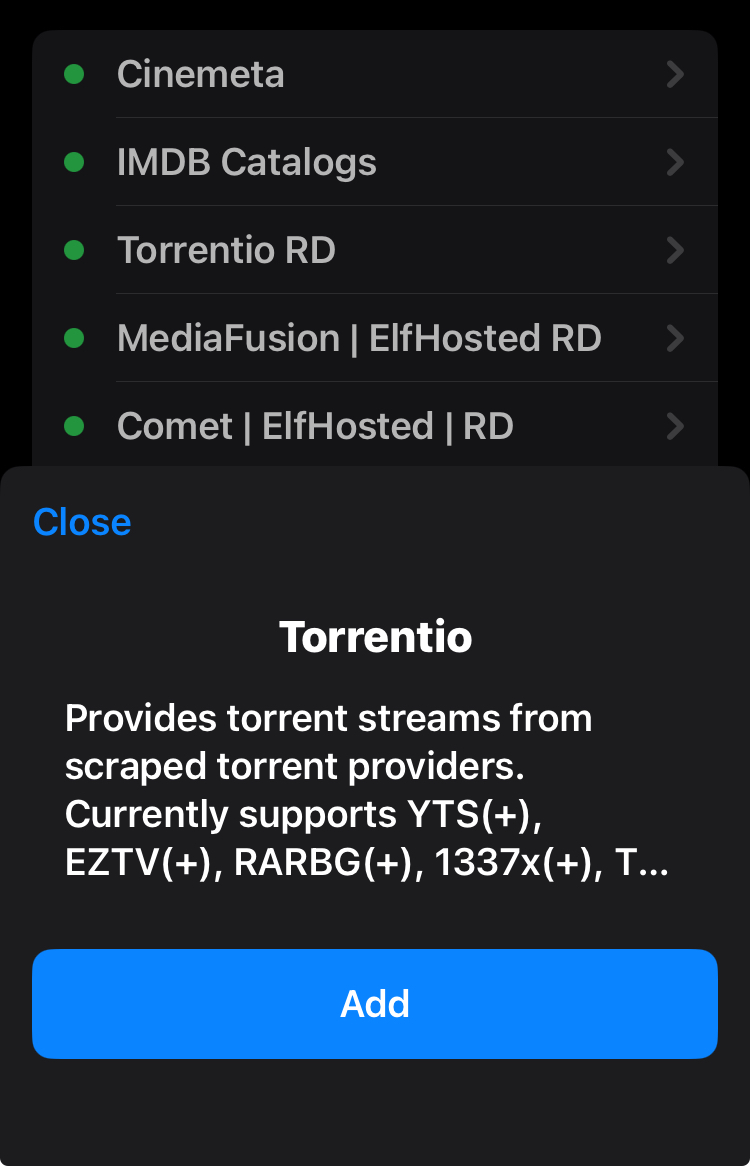 Cinemeta
IMDB Catalogs
Torrentio RD
MediaFusion | ElfHosted RD
Comet | ElfHosted | RD
Close
Torrentio
Provides torrent streams from
scraped torrent providers.
Currently supports YTS(+),
EZTV(+), RARBG(+), 1337x(+), T...
Add